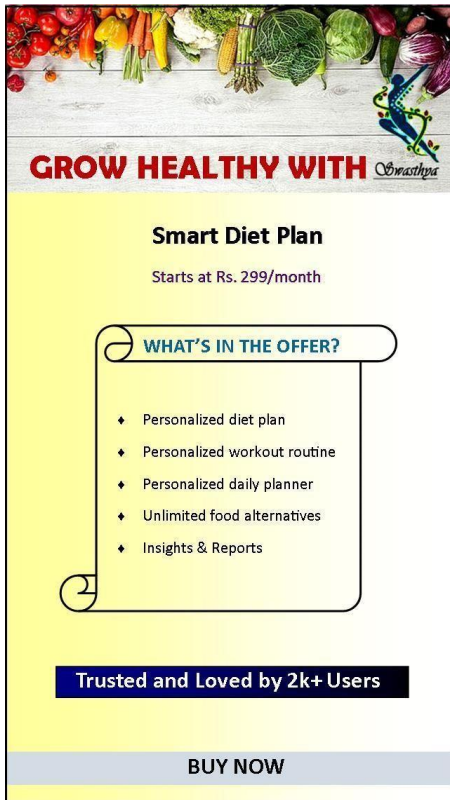 GROW HEALTHY WITH Swasthya
Smart Diet Plan
Starts at Rs. 299/month
WHAT'S IN THE OFFER?
♦ Personalized diet plan
♦ Personalized workout routine
♦ Personalized daily planner
♦ Unlimited food alternatives
♦ Insights & Reports
Trusted and Loved by 2k+ Users
BUY NOW